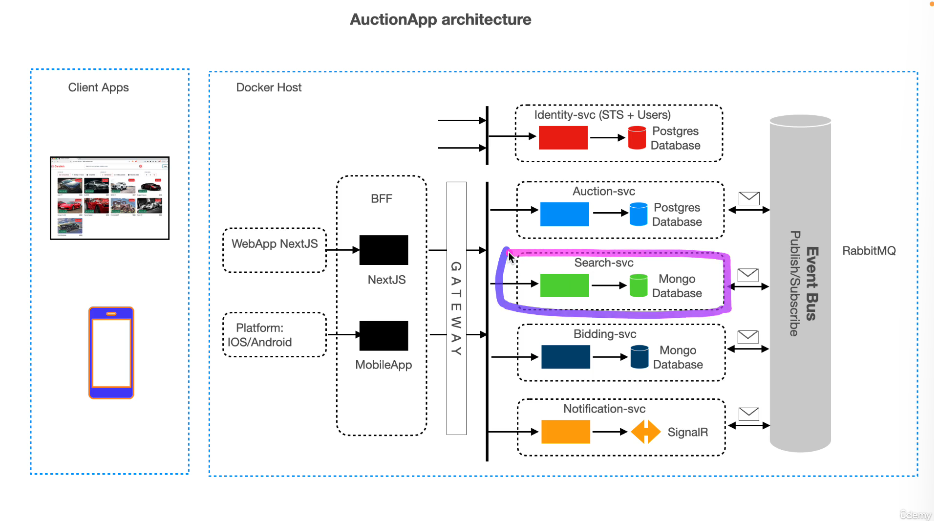 AuctionApp architecture
Client Apps
Docker Host
Identity-svc (STS + Users)
Postgres
Database
Auction-svc
Postgres
Database
BFF
WebApp NextJS
NextJS
Search-svc
Mongo
Database
Platform:
IOS/Android
MobileApp
GATEWAY
Bidding-svc
Mongo
Database
Notification-svc
SignalR
Event Bus
Publish/Subscribe
RabbitMQ
Udemy